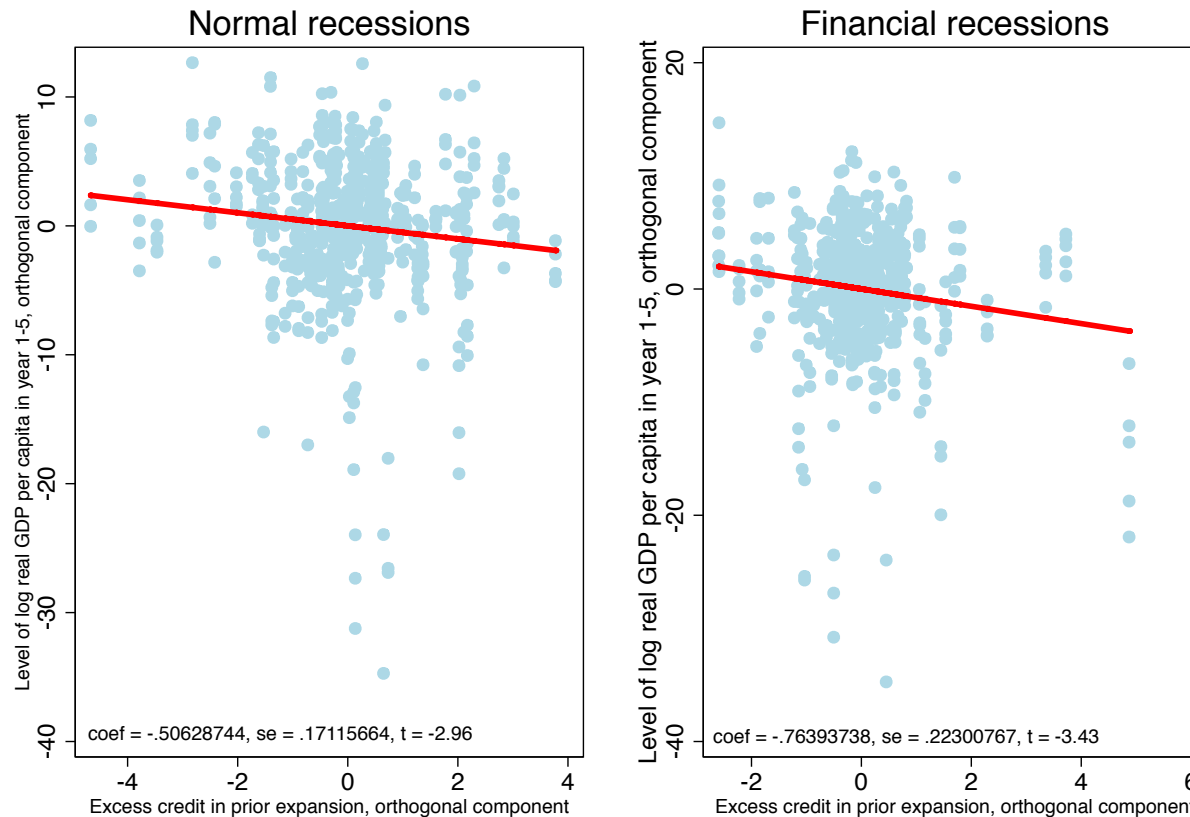 Normal recessions
Level of log real GDP per capita in year 1-5, orthogonal component
10
0
-10
-20
-30
-40
coef = -.50628744, se = .17115664, t = -2.96
-4
-2
0
2
4
Excess credit in prior expansion, orthogonal component
Financial recessions
Level of log real GDP per capita in year 1-5, orthogonal component
20
0
-20
-40
coef = -.76393738, se = .22300767, t = -3.43
-2
0
2
4
6
Excess credit in prior expansion, orthogonal component